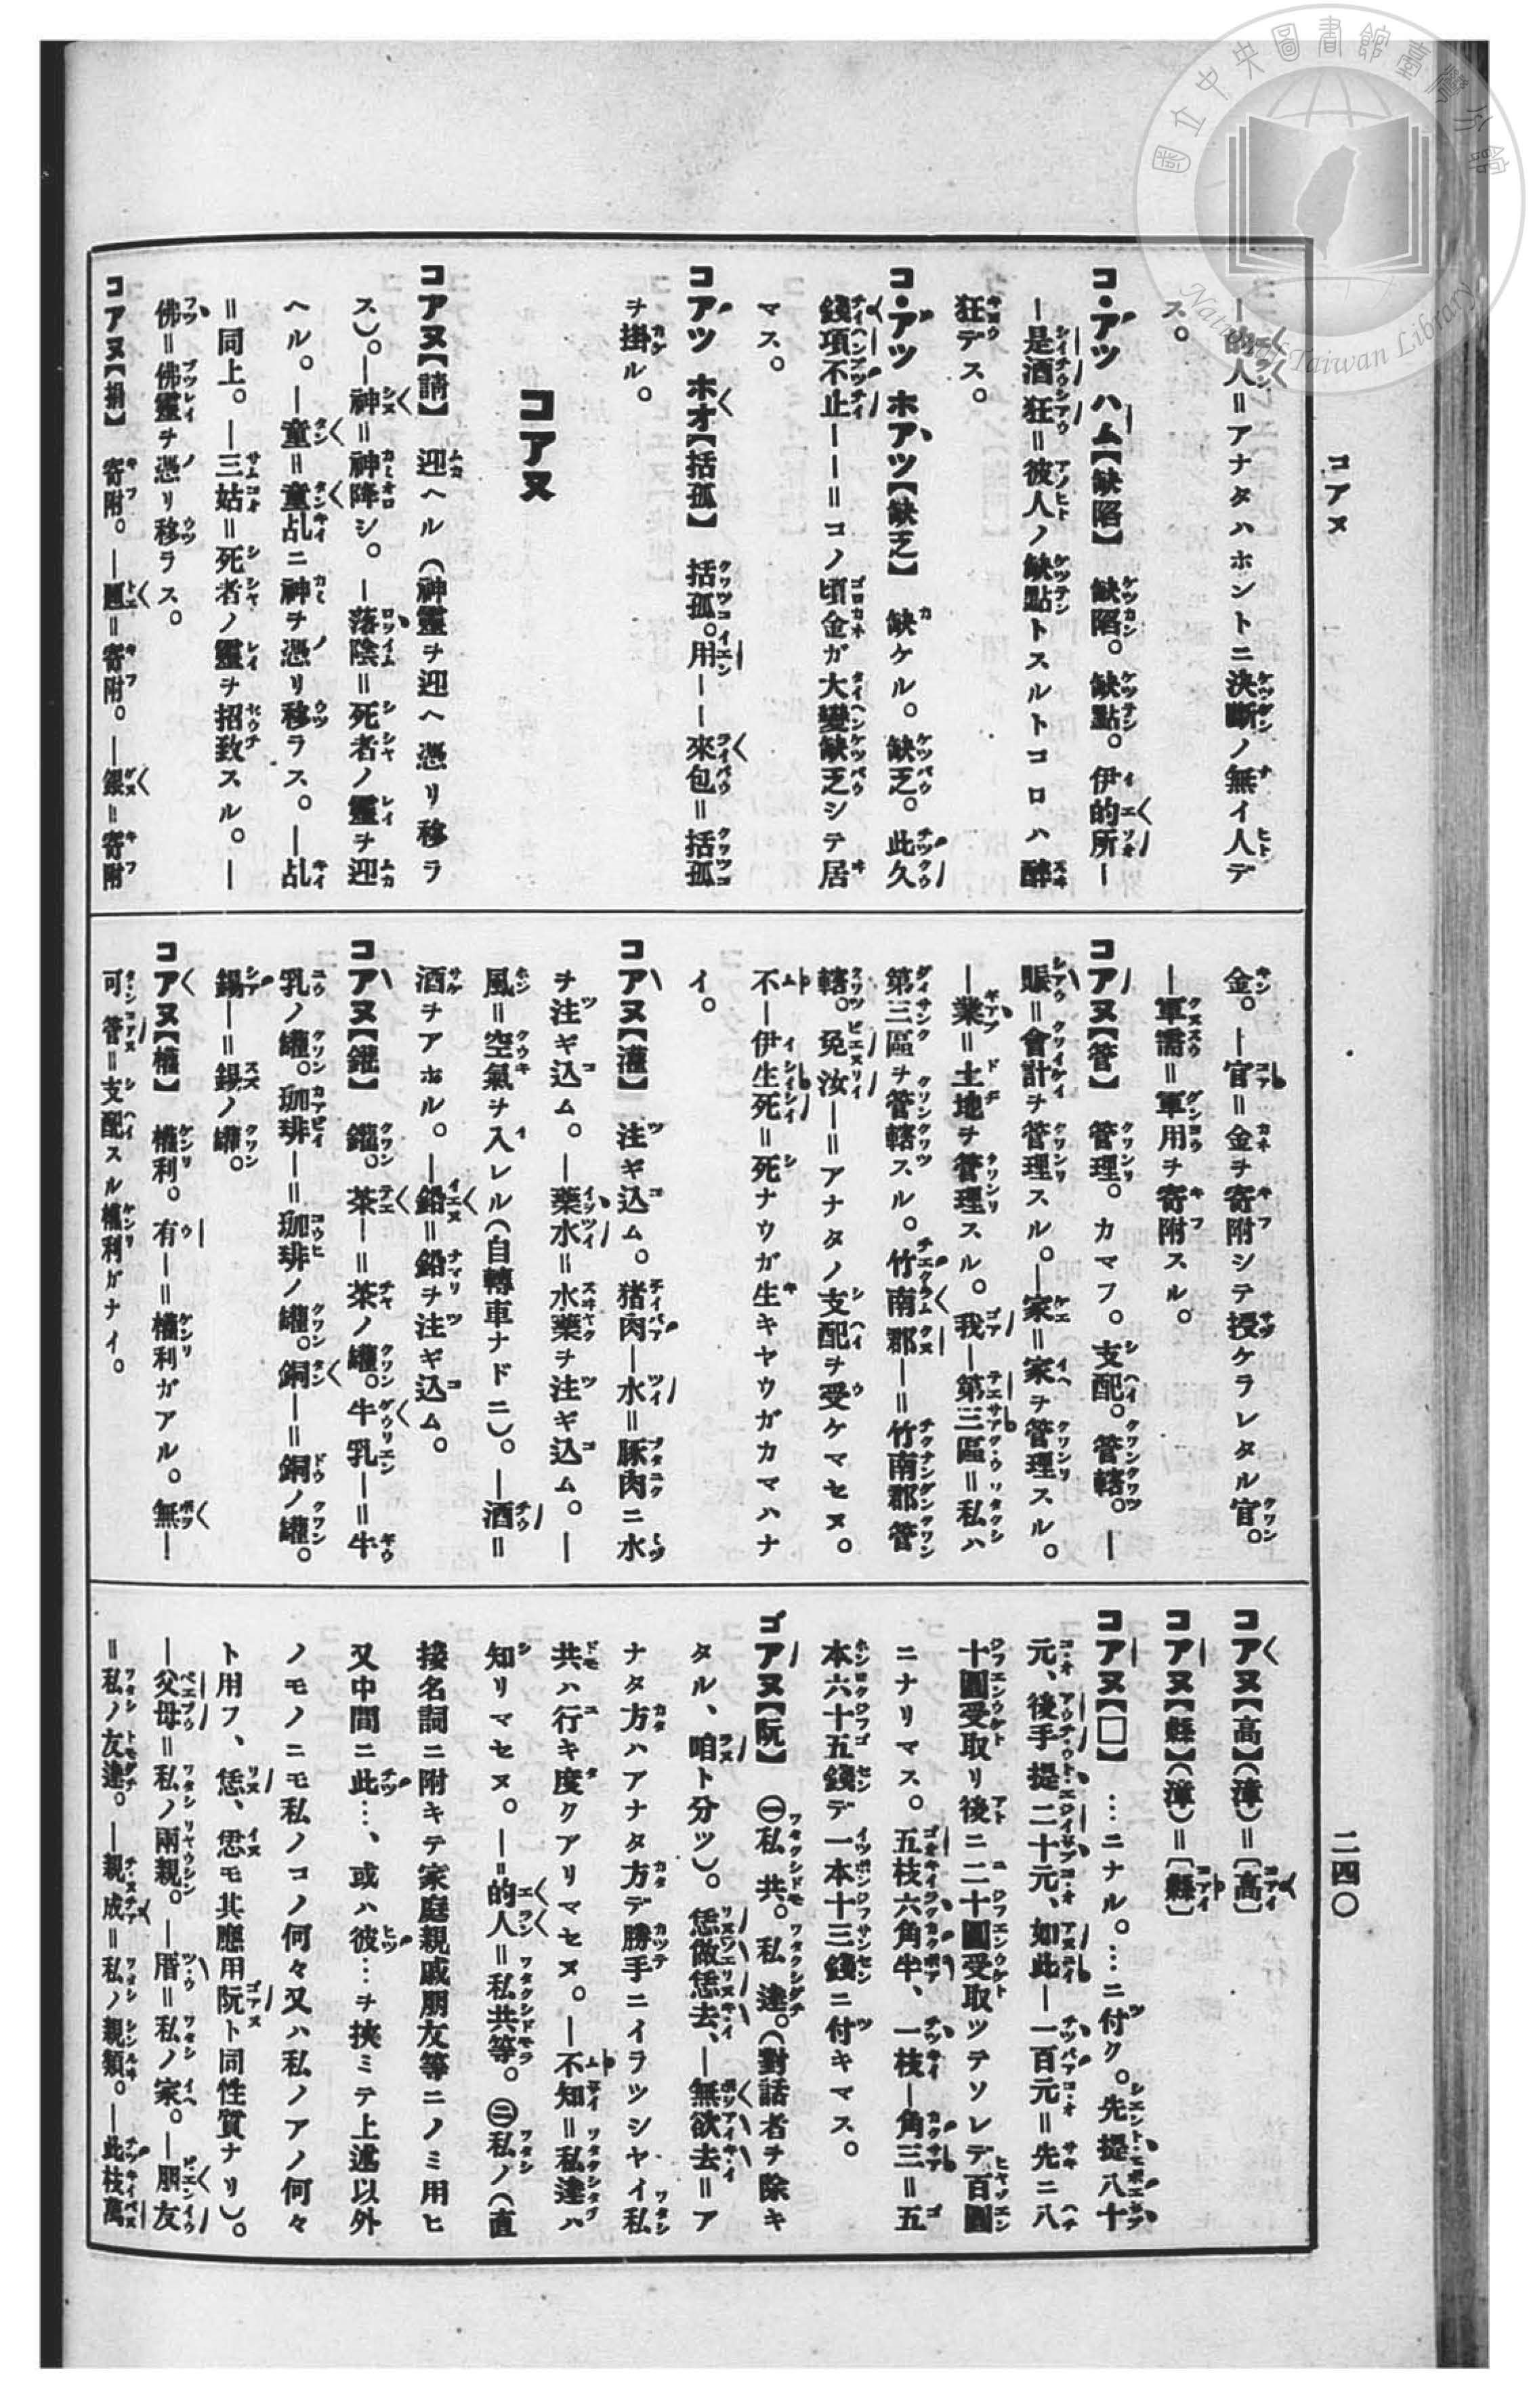 國立中央圖書館臺灣分館
National Taiwan Library
コアヌ
二四〇
―的人=アナタハホントニ決斷ノ無イ人デ
ス。
コ・アツ ハム【缺陷】 缺陷。缺點。伊的所―
―是酒狂=彼人ノ缺點トスルトコロハ醉
狂デス。
コ・アツ ホアツ【缺乏】 缺ケル。缺乏。此久
錢項不止――=コノ頃金ガ大變缺乏シテ居
マス。
コアツ ホオ【括孤】 括孤。用――來包=括孤
ヲ掛ル。
コアヌ
コアヌ【請】 迎ヘル(神靈ヲ迎ヘ憑リ移ラ
ス)。―神=神降シ。―落陰=死者ノ靈ヲ迎
ヘル。―童=童乩ニ神ヲ憑リ移ラス。―乩
=同上。―三姑=死者ノ靈ヲ招致スル。―
佛=佛靈ヲ憑リ移ラス。
コアヌ【捐】 寄附。―題=寄附。―銀=寄附
金。―官=金ヲ寄附シテ授ケラレタル官。
―軍需=軍用ヲ寄附スル。
コアヌ【管】 管理。カマフ。支配。管轄。―
賬=會計ヲ管理スル。―家=家ヲ管理スル。
―業=土地ヲ管理スル。我―第三區=私ハ
第三區ヲ管轄スル。竹南郡―=竹南郡管
轄。免汝―=アナタノ支配ヲ受ケマセヌ。
不―伊生死=死ナウガ生キヤウガカマハナ
イ。
コアヌ【灌】 注ギ込ム。猪肉―水=豚肉ニ水
ヲ注ギ込ム。―藥水=水藥ヲ注ギ込ム。―
風=空氣ヲ入レル(自轉車ナドニ)。―酒=
酒ヲアホル。―鉛=鉛ヲ注ギ込ム。
コアヌ【鑵】 鑵。茶―=茶ノ罐。牛乳―=牛
乳ノ罐。珈琲―=珈琲ノ罐。銅―=銅ノ罐。
錫―=錫ノ罐。
コアヌ【權】 權利。有―=權利ガアル。無―
可管=支配スル權利ガナイ。
コアヌ【高】(漳)=〔高〕
コアヌ【縣】(漳)=〔縣〕
コアヌ【□】 …ニナル。…ニ付ク。先提八十
元、後手提二十元、如此―一百元=先ニ八
十圓受取リ後ニ二十圓受取ツテソレデ百圓
ニナリマス。五枝六角半、一枝―角三=五
本六十五錢デ一本十三錢ニ付キマス。
ゴアヌ【阮】 ㊀私共。私達。(對話者ヲ除キ
タル、咱ト分ツ)。恁做恁去、―無欲去=ア
ナタ方ハアナタ方デ勝手ニイラツシヤイ私
共ハ行キ度クアリマセヌ。―不知=私達ハ
知リマセヌ。―的人=私共等。㊁私ノ(直
接名詞ニ附キテ家庭親戚朋友等ニノミ用ヒ
又中間ニ此…、或ハ彼…ヲ挾ミテ上述以外
ノモノニモ私ノコノ何々又ハ私ノアノ何々
ト用フ、恁、恩モ其應用阮ト同性質ナリ)。
―父母=私ノ兩親。―厝=私ノ家。―朋友
=私ノ友達。―親成=私ノ親類。―此枝萬